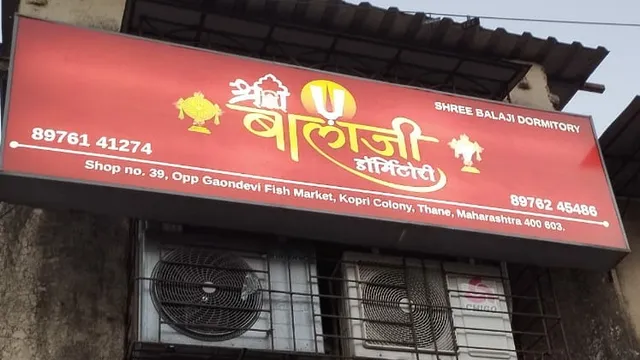 श्री
SHREE BALAJI DORMITORY
बालाजी
डॉर्मिटोरी
89761 41274
89762 45486
Shop no. 39, Opp Gaondevi Fish Market, Kopri Colony, Thane, Maharashtra 400 603.
CHIGO